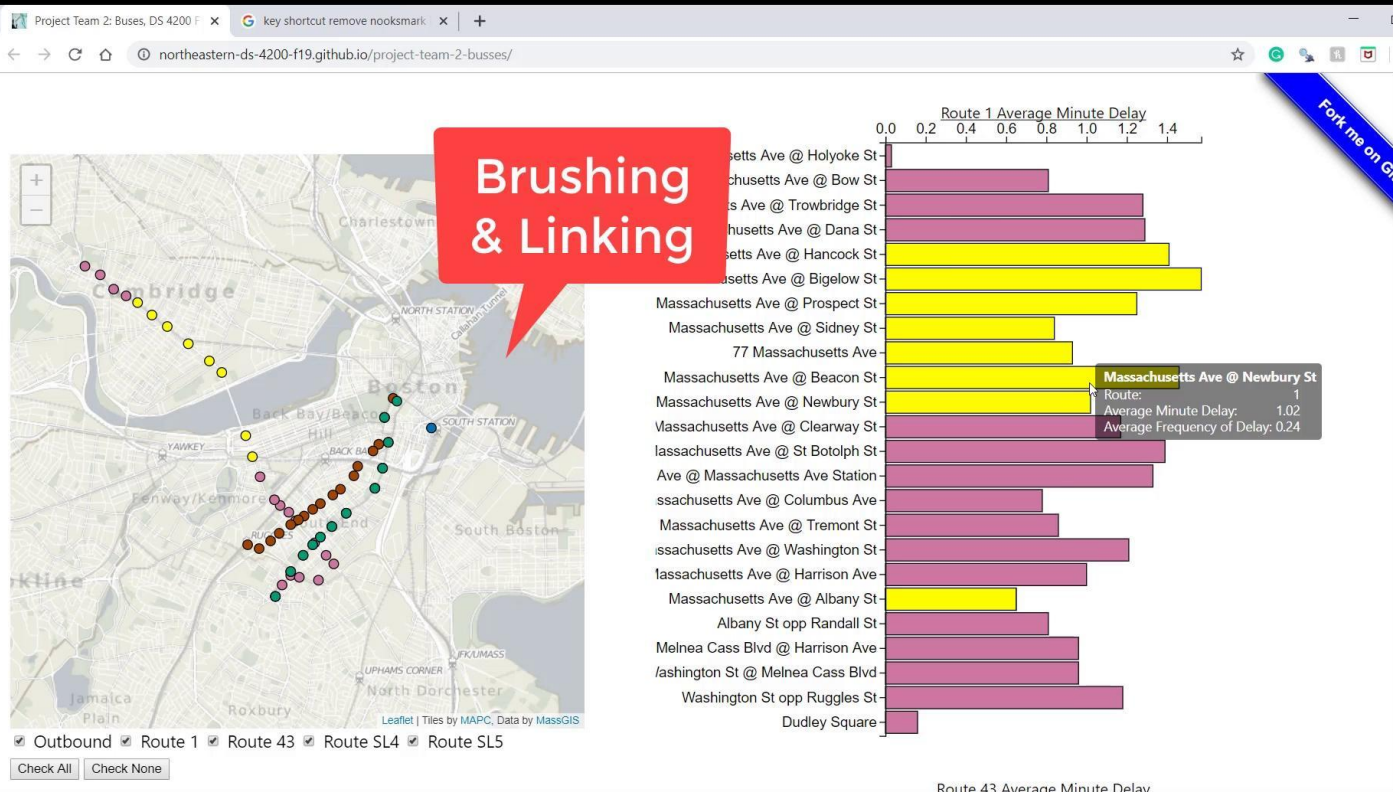 Project Team 2: Buses, DS 4200 F
key shortcut remove nooksmark
northeastern-ds-4200-f19.github.io/project-team-2-busses/
Fork me on Gi
Brushing
& Linking
+
−
Charlestown
Cambridge
NORTH STATION
Callahan Tunnel
Boston
Back Bay/Beacon
Hill
SOUTH STATION
YAWKEY
BACK BA
Fenway/Kenmore
South End
RUGGLES
South Boston
kline
JFK/UMASS
UPHAMS CORNER
North Dorchester
Jamaica
Plain
Roxbury
Leaflet | Tiles by MAPC, Data by MassGIS
Outbound Route 1 Route 43 Route SL4 Route SL5
Check All Check None
Route 1 Average Minute Delay
0.0 0.2 0.4 0.6 0.8 1.0 1.2 1.4
setts Ave @ Holyoke St
chusetts Ave @ Bow St
s Ave @ Trowbridge St
husetts Ave @ Dana St
setts Ave @ Hancock St
usetts Ave @ Bigelow St
Massachusetts Ave @ Prospect St
Massachusetts Ave @ Sidney St
77 Massachusetts Ave
Massachusetts Ave @ Beacon St
Massachusetts Ave @ Newbury St
Massachusetts Ave @ Clearway St
lassachusetts Ave @ St Botolph St
Ave @ Massachusetts Ave Station
ssachusetts Ave @ Columbus Ave
Massachusetts Ave @ Tremont St
ssachusetts Ave @ Washington St
lassachusetts Ave @ Harrison Ave
Massachusetts Ave @ Albany St
Albany St opp Randall St
Melnea Cass Blvd @ Harrison Ave
Washington St @ Melnea Cass Blvd
Washington St opp Ruggles St
Dudley Square
Massachusetts Ave @ Newbury St
Route: 1
Average Minute Delay: 1.02
Average Frequency of Delay: 0.24
Route 43 Average Minute Delay